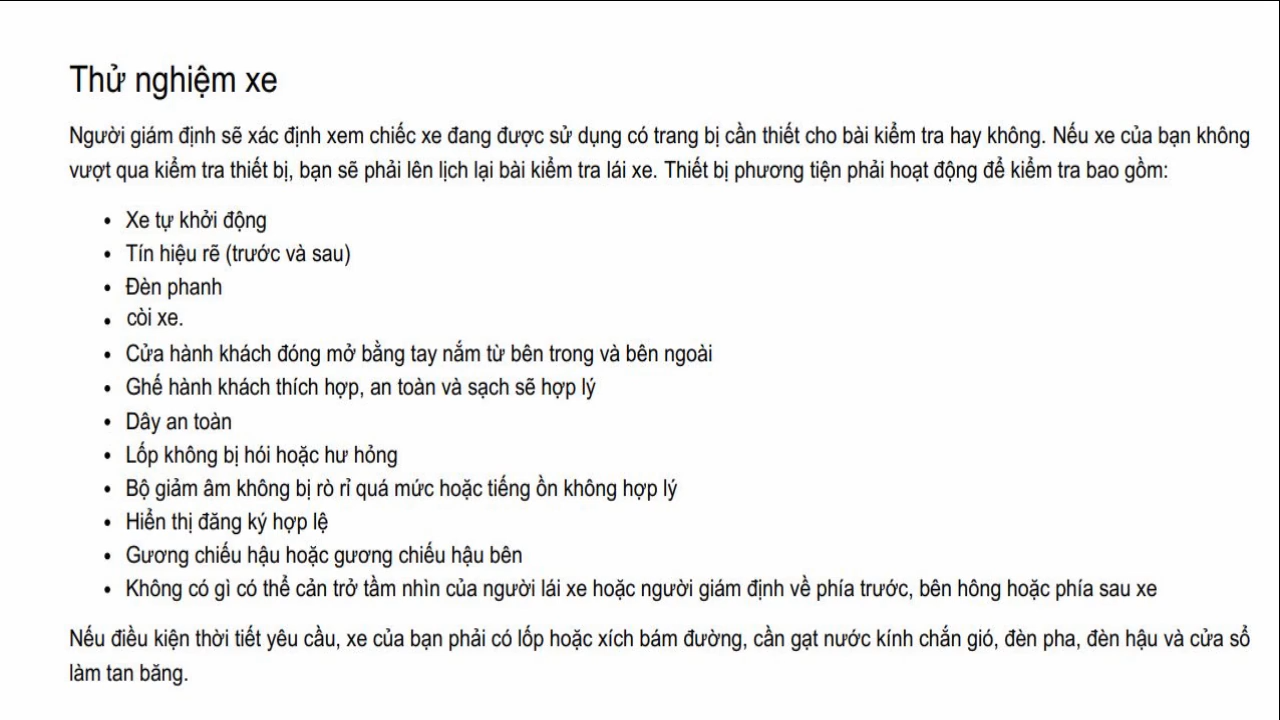 Thử nghiệm xe
Người giám định sẽ xác định xem chiếc xe đang được sử dụng có trang bị cần thiết cho bài kiểm tra hay không. Nếu xe của bạn không
vượt qua kiểm tra thiết bị, bạn sẽ phải lên lịch lại bài kiểm tra lái xe. Thiết bị phương tiện phải hoạt động để kiểm tra bao gồm:
• Xe tự khởi động
• Tín hiệu rẽ (trước và sau)
• Đèn phanh
• còi xe.
• Cửa hành khách đóng mở bằng tay nắm từ bên trong và bên ngoài
• Ghế hành khách thích hợp, an toàn và sạch sẽ hợp lý
• Dây an toàn
• Lốp không bị hói hoặc hư hỏng
• Bộ giảm âm không bị rò rỉ quá mức hoặc tiếng ồn không hợp lý
• Hiển thị đăng ký hợp lệ
• Gương chiếu hậu hoặc gương chiếu hậu bên
• Không có gì có thể cản trở tầm nhìn của người lái xe hoặc người giám định về phía trước, bên hông hoặc phía sau xe
Nếu điều kiện thời tiết yêu cầu, xe của bạn phải có lốp hoặc xích bám đường, cần gạt nước kính chắn gió, đèn pha, đèn hậu và cửa sổ
làm tan băng.